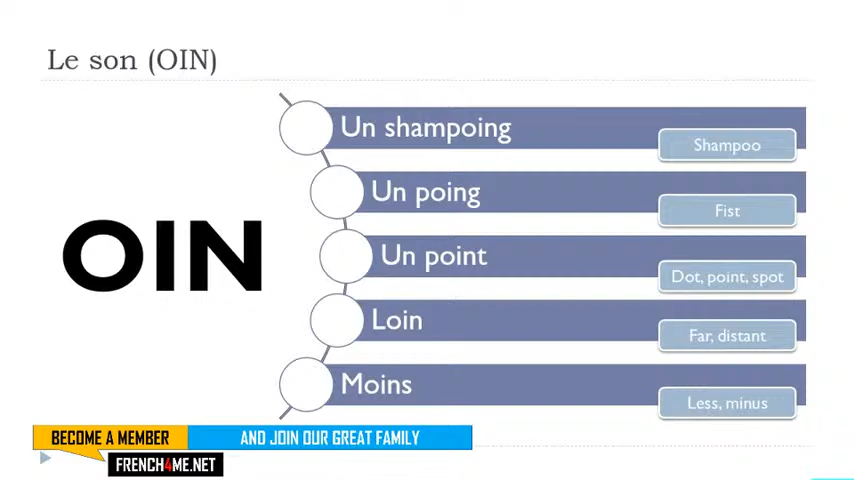 Le son (OIN)
OIN
Un shampoing
Shampoo
Un poing
Fist
Un point
Dot, point, spot
Loin
Far, distant
Moins
Less, minus
BECOME A MEMBER
AND JOIN OUR GREAT FAMILY
FRENCH4ME.NET